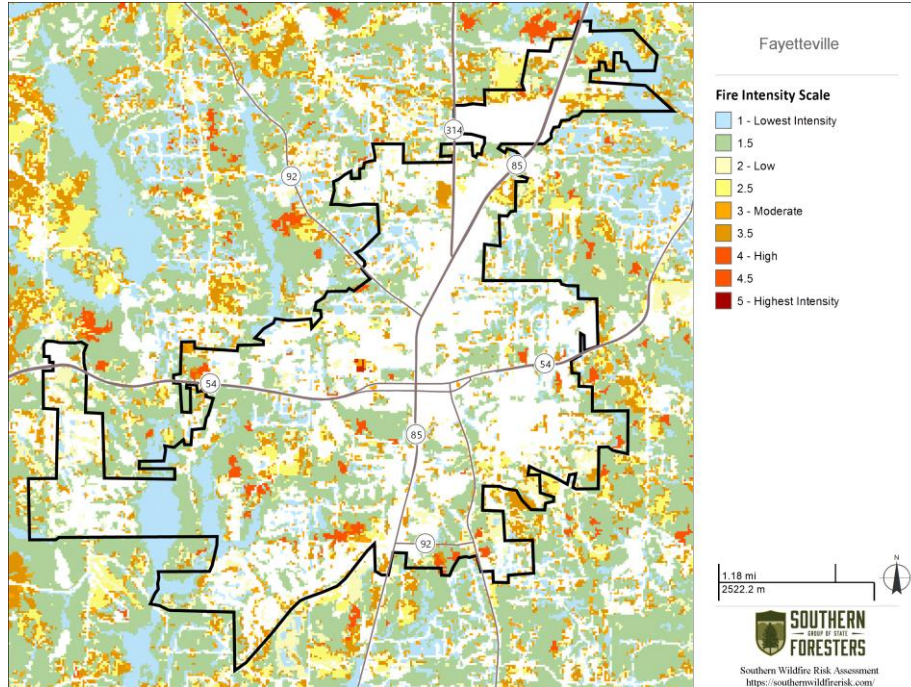 Fayetteville
Fire Intensity Scale
1 - Lowest Intensity
1.5
2 - Low
2.5
3 - Moderate
3.5
4 - High
4.5
5 - Highest Intensity
314
85
92
54
54
85
92
1.18 mi
2522.2 m
N
SOUTHERN
GROUP OF STATE
FORESTERS
Southern Wildfire Risk Assessment
https://southernwildfirerisk.com/